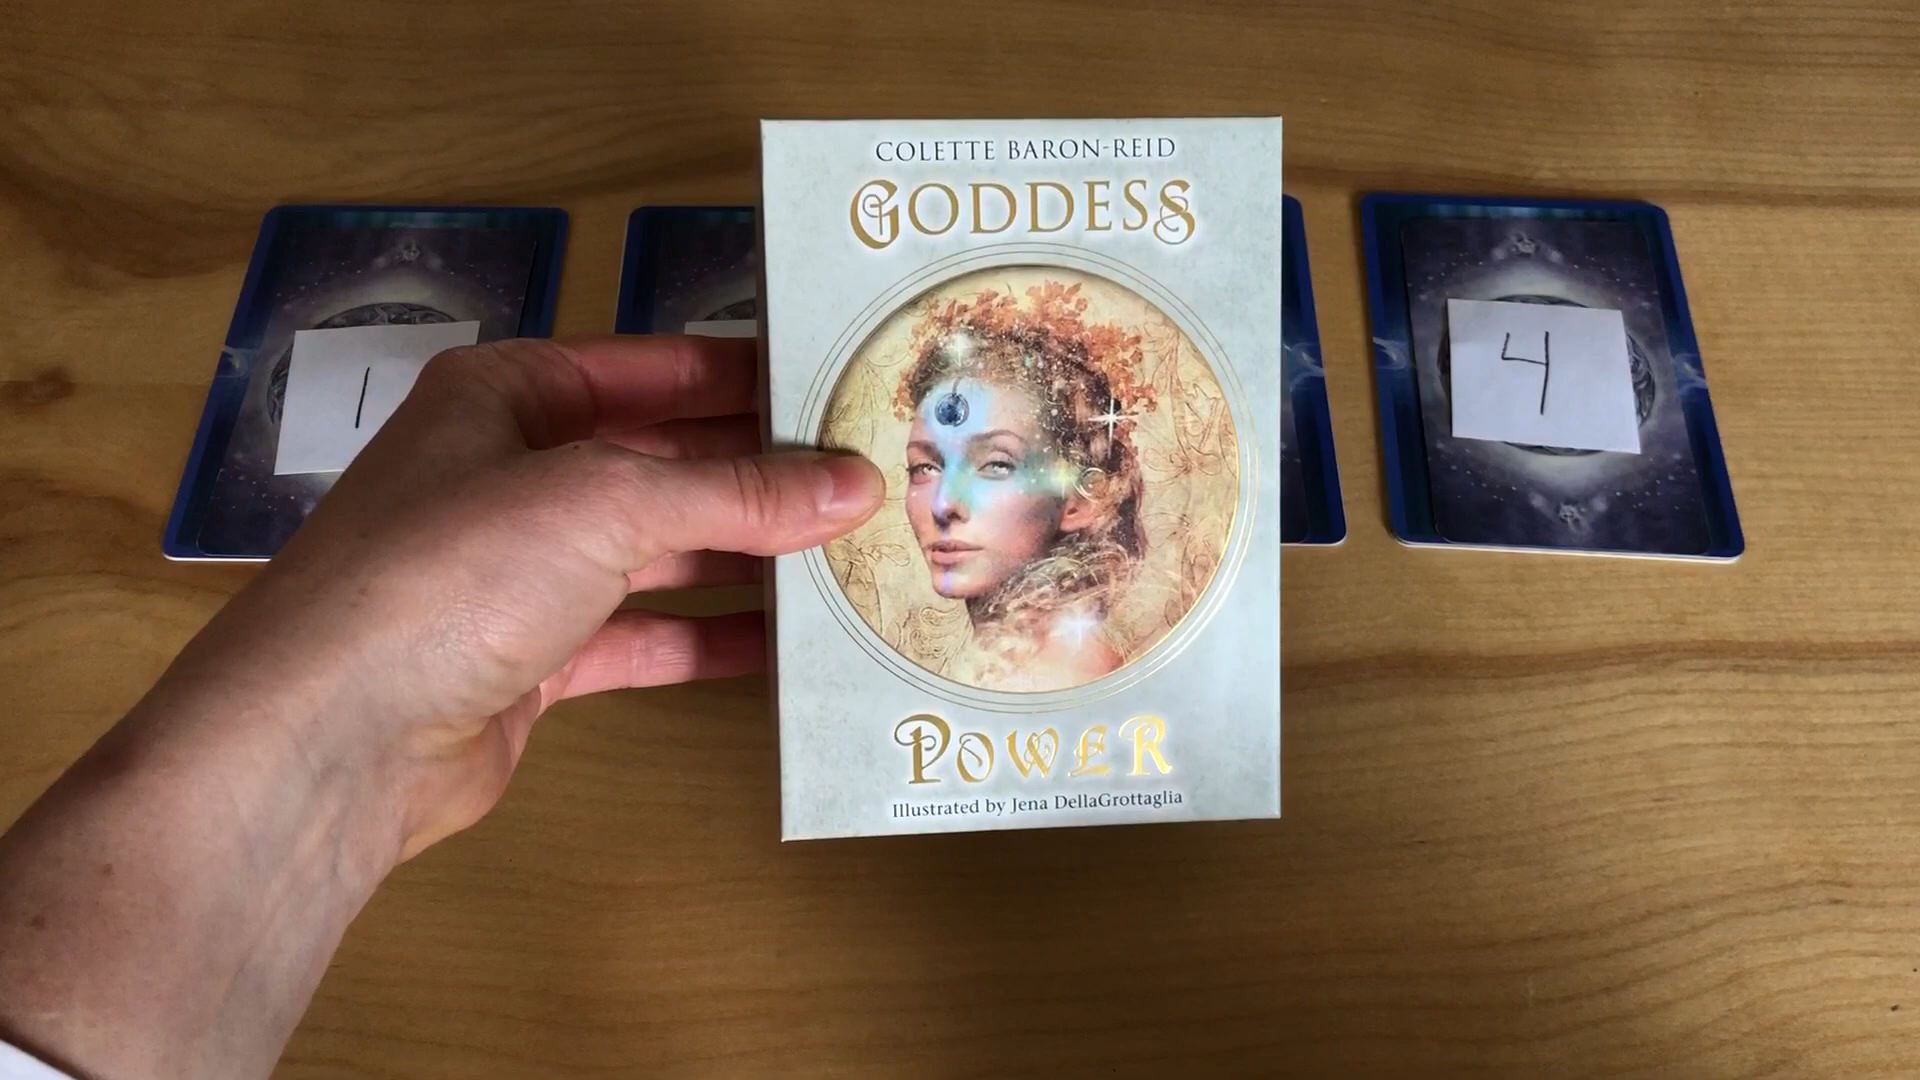 COLETTE BARON-REID
GODDESS
POWER
Illustrated by Jena DellaGrottaglia
1
4